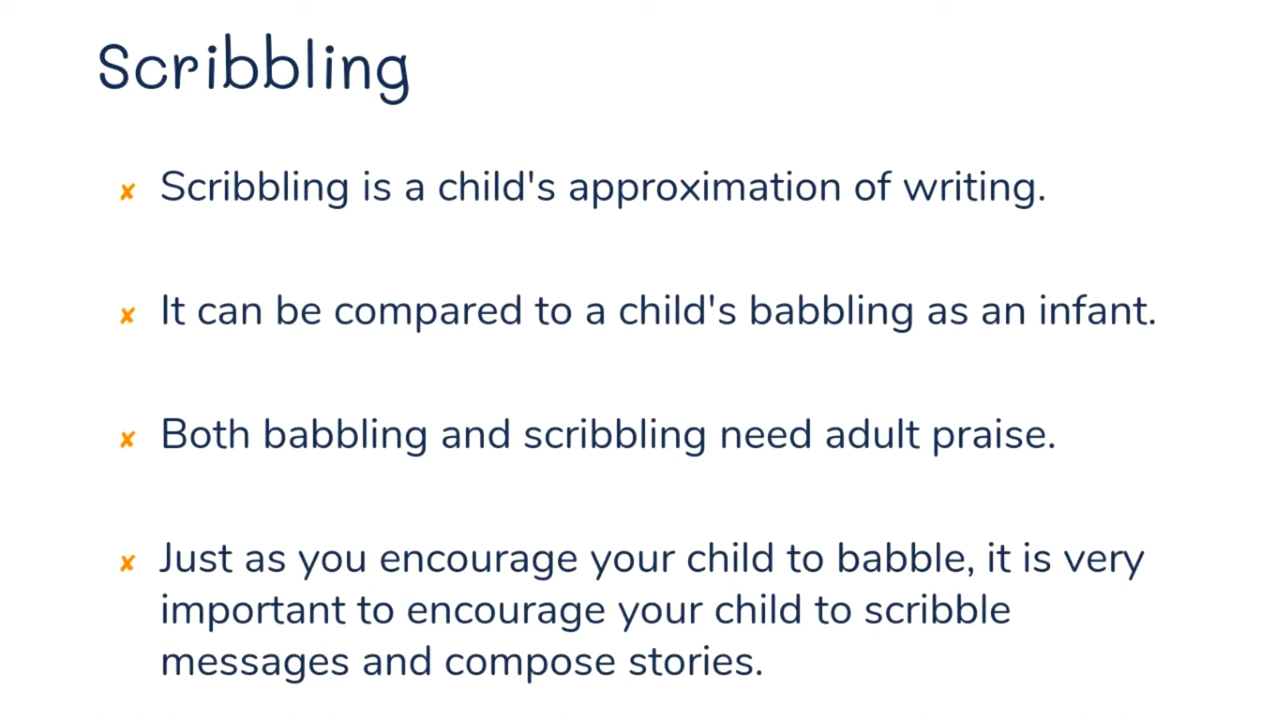 Scribbling
✘ Scribbling is a child's approximation of writing.
✘ It can be compared to a child's babbling as an infant.
✘ Both babbling and scribbling need adult praise.
✘ Just as you encourage your child to babble, it is very
important to encourage your child to scribble
messages and compose stories.